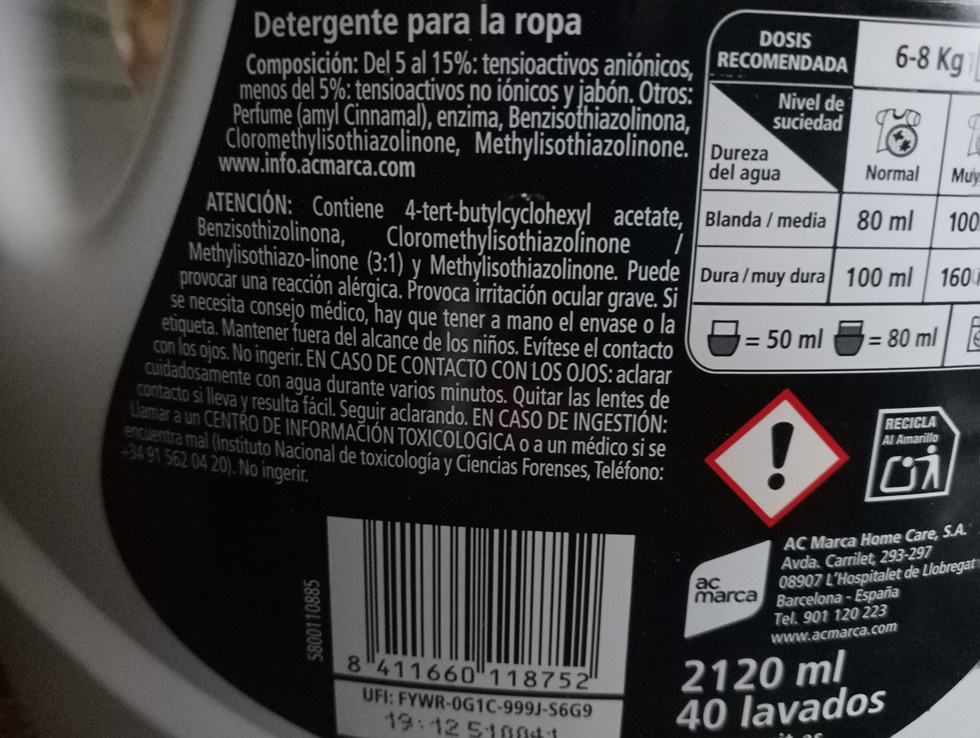 Detergente para la ropa
Composición: Del 5 al 15%: tensioactivos aniónicos,
menos del 5%: tensioactivos no iónicos y jabón. Otros:
Perfume (amyl Cinnamal), enzima, Benzisothiazolinona,
Cloromethylisothiazolinone, Methylisothiazolinone.
www.info.acmarca.com
ATENCIÓN: Contiene 4-tert-butylcyclohexyl acetate,
Benzisothizolinona, Cloromethylisothiazolinone /
Methylisothiazo-linone (3:1) y Methylisothiazolinone. Puede
provocar una reacción alérgica. Provoca irritación ocular grave. Si
se necesita consejo médico, hay que tener a mano el envase o la
etiqueta. Mantener fuera del alcance de los niños. Evítese el contacto
con los ojos. No ingerir. EN CASO DE CONTACTO CON LOS OJOS: aclarar
cuidadosamente con agua durante varios minutos. Quitar las lentes de
contacto si lleva y resulta fácil. Seguir aclarando. EN CASO DE INGESTIÓN:
Llamar a un CENTRO DE INFORMACIÓN TOXICOLOGICA o a un médico si se
encuentra mal (Instituto Nacional de toxicología y Ciencias Forenses, Teléfono:
+34 91 562 04 20). No ingerir.
DOSIS
RECOMENDADA
6-8 Kg
Nivel de
suciedad
Dureza
del agua
Normal
Muy
Blanda / media
80 ml
100
Dura / muy dura
100 ml
160
= 50 ml
= 80 ml
RECICLA
Al Amarillo
ac
marca
AC Marca Home Care, S.A.
Avda. Carrilet, 293-297
08907 L'Hospitalet de Llobregat
Barcelona - España
Tel. 901 120 223
www.acmarca.com
2120 ml
40 lavados
5800110885
8 411660 118752
UFI: FYWR-0G1C-999J-S6G9
19:12